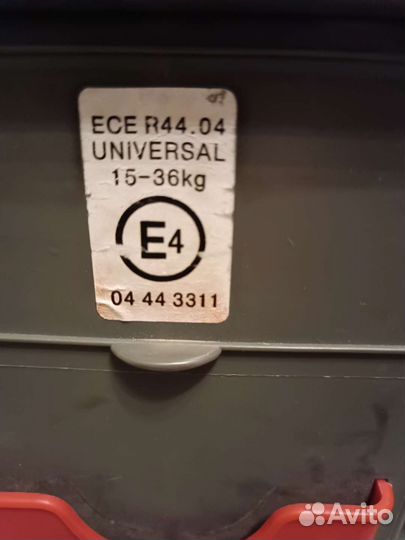 ECE R44.04
UNIVERSAL
15-36kg
E4
04 44 3311
Avito